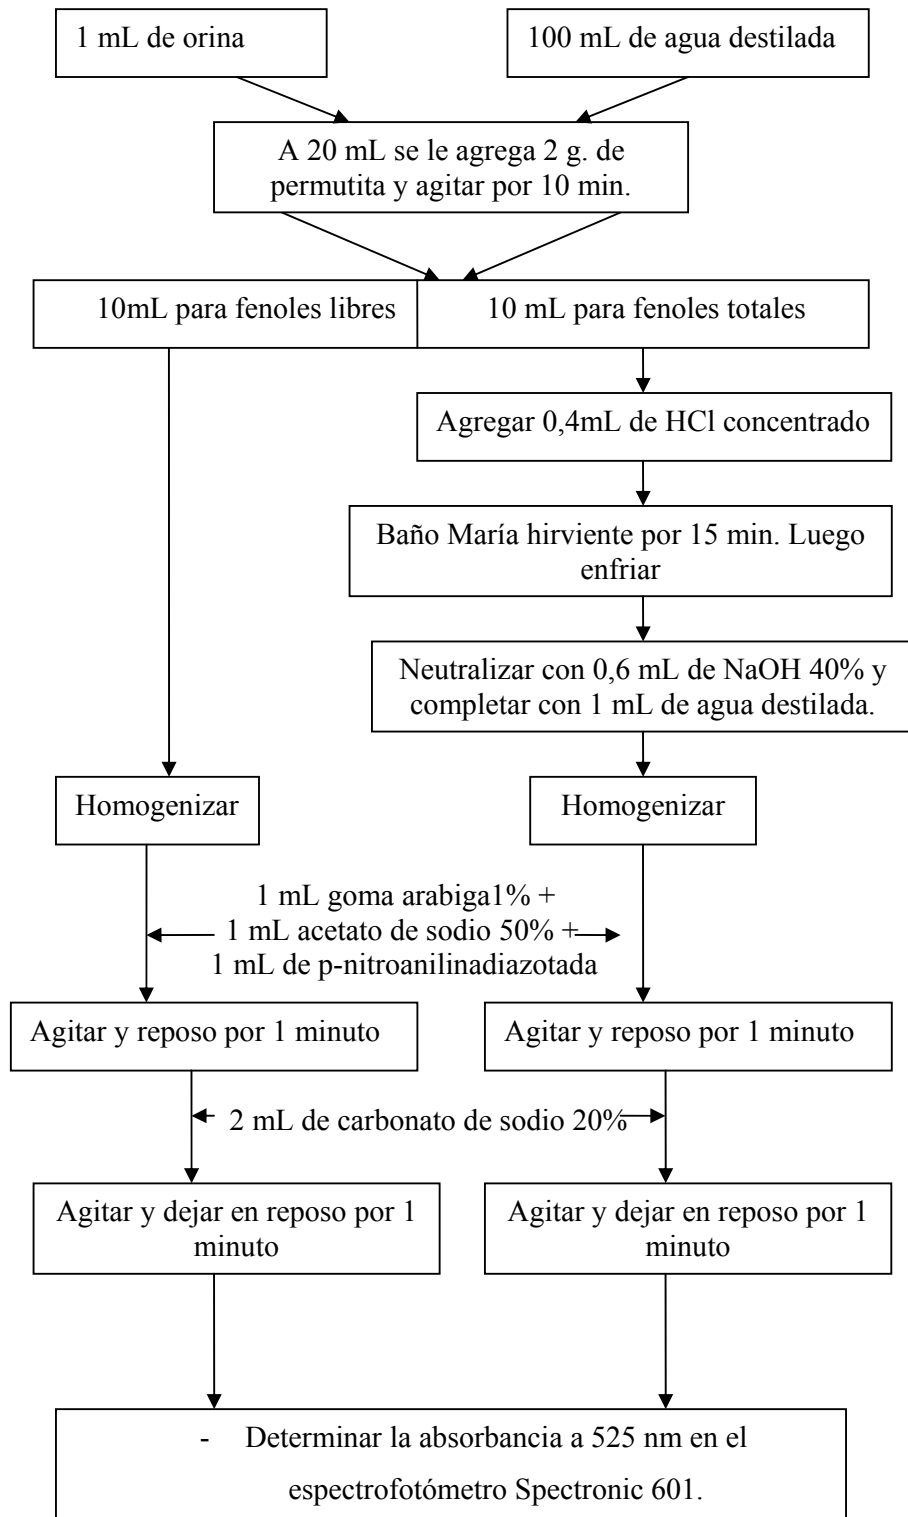 1 mL de orina
100 mL de agua destilada
A 20 mL se le agrega 2 g. de
permutita y agitar por 10 min.
10mL para fenoles libres
10 mL para fenoles totales
Agregar 0,4mL de HCl concentrado
Baño María hirviente por 15 min. Luego
enfriar
Neutralizar con 0,6 mL de NaOH 40% y
completar con 1 mL de agua destilada.
Homogenizar
Homogenizar
1 mL goma arabiga1% +
1 mL acetato de sodio 50% +
1 mL de p-nitroanilinadiazotada
Agitar y reposo por 1 minuto
Agitar y reposo por 1 minuto
2 mL de carbonato de sodio 20%
Agitar y dejar en reposo por 1
minuto
Agitar y dejar en reposo por 1
minuto
- Determinar la absorbancia a 525 nm en el
espectrofotómetro Spectronic 601.